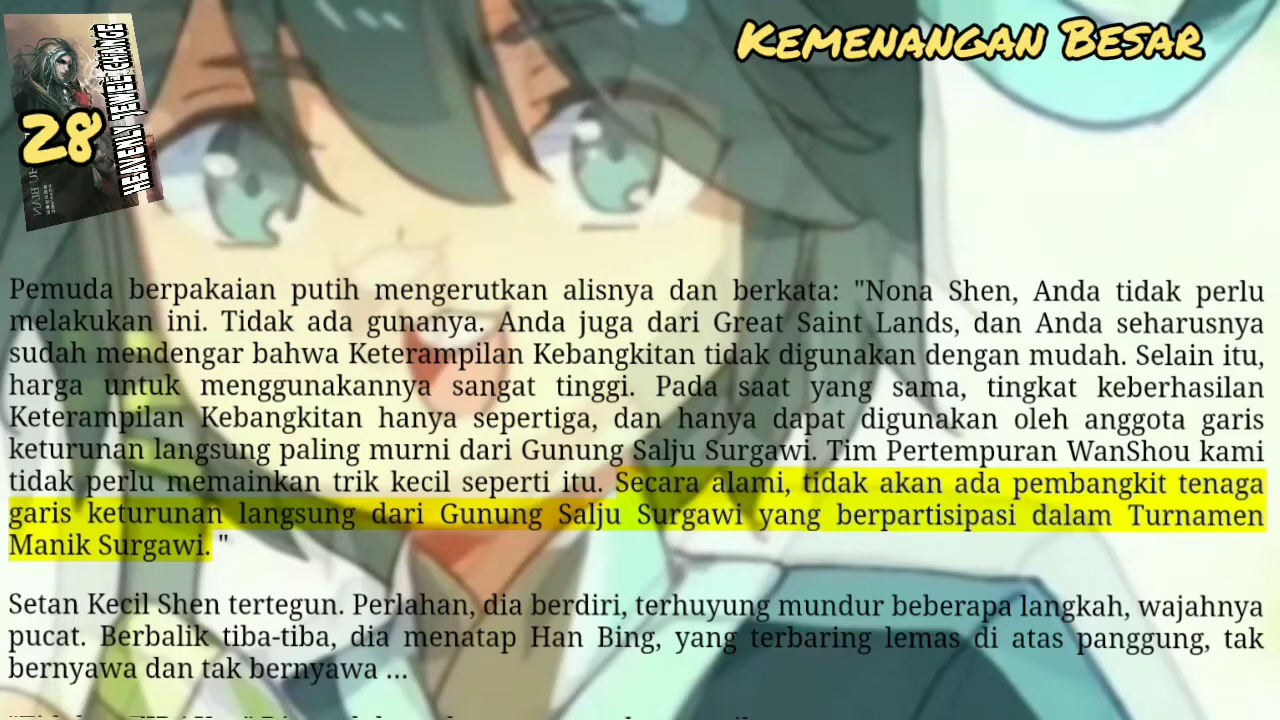 Kemenangan Besar
28
HEAVENLY JEWEL CHANGE
Pemuda berpakaian putih mengerutkan alisnya dan berkata: "Nona Shen, Anda tidak perlu
melakukan ini. Tidak ada gunanya. Anda juga dari Great Saint Lands, dan Anda seharusnya
sudah mendengar bahwa Keterampilan Kebangkitan tidak digunakan dengan mudah. Selain itu,
harga untuk menggunakannya sangat tinggi. Pada saat yang sama, tingkat keberhasilan
Keterampilan Kebangkitan hanya sepertiga, dan hanya dapat digunakan oleh anggota garis
keturunan langsung paling murni dari Gunung Salju Surgawi. Tim Pertempuran WanShou kami
tidak perlu memainkan trik kecil seperti itu. Secara alami, tidak akan ada pembangkit tenaga
garis keturunan langsung dari Gunung Salju Surgawi yang berpartisipasi dalam Turnamen
Manik Surgawi. "
Setan Kecil Shen tertegun. Perlahan, dia berdiri, terhuyung mundur beberapa langkah, wajahnya
pucat. Berbalik tiba-tiba, dia menatap Han Bing, yang terbaring lemas di atas panggung, tak
bernyawa dan tak bernyawa ...